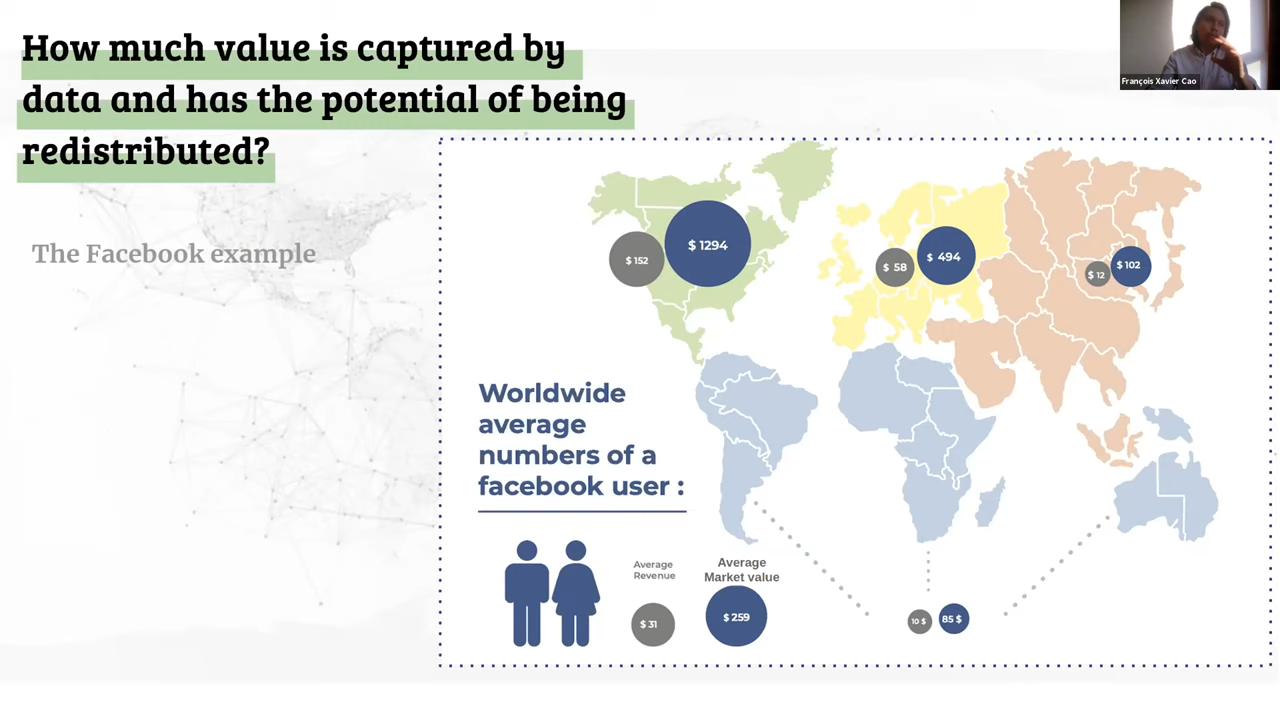 How much value is captured by
data and has the potential of being
redistributed?
François Xavier Cao
The Facebook example
$ 152
$ 1294
$ 58
$ 494
$ 12
$ 102
Worldwide
average
numbers of a
facebook user :
Average
Revenue
$ 31
Average
Market value
$ 259
10 $
85 $